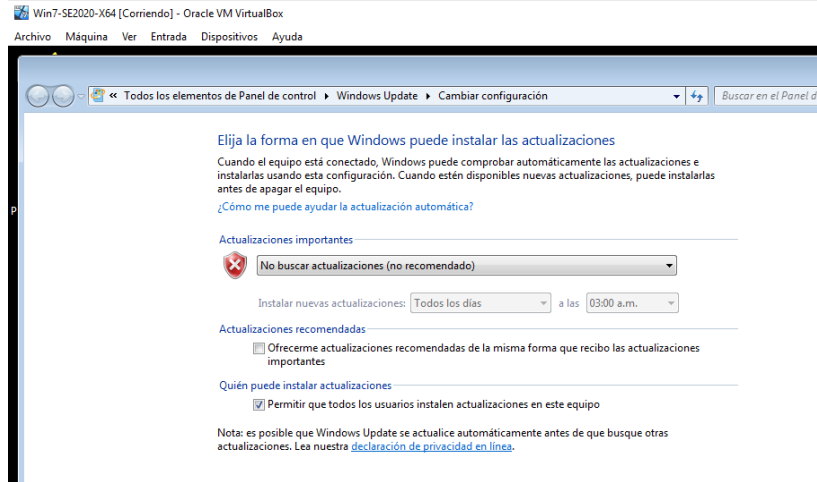 Win7-SE2020-X64 [Corriendo] - Oracle VM VirtualBox
Archivo Máquina Ver Entrada Dispositivos Ayuda
« Todos los elementos de Panel de control Windows Update Cambiar configuración Buscar en el Panel d
Elija la forma en que Windows puede instalar las actualizaciones
Cuando el equipo está conectado, Windows puede comprobar automáticamente las actualizaciones e
instalarlas usando esta configuración. Cuando estén disponibles nuevas actualizaciones, puede instalarlas
antes de apagar el equipo.
¿Cómo me puede ayudar la actualización automática?
P
Actualizaciones importantes
No buscar actualizaciones (no recomendado)
Instalar nuevas actualizaciones: Todos los días a las 03:00 a.m.
Actualizaciones recomendadas
Ofrecerme actualizaciones recomendadas de la misma forma que recibo las actualizaciones
importantes
Quién puede instalar actualizaciones
Permitir que todos los usuarios instalen actualizaciones en este equipo
Nota: es posible que Windows Update se actualice automáticamente antes de que busque otras
actualizaciones. Lea nuestra declaración de privacidad en línea.